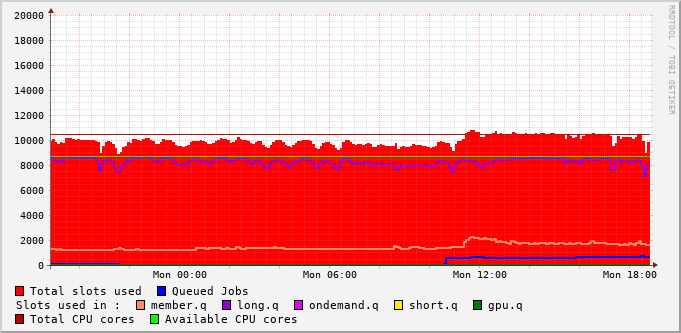 RRDTOOL / TOBI OETIKER
20000
18000
16000
14000
12000
10000
8000
6000
4000
2000
0
Mon 00:00 Mon 06:00 Mon 12:00 Mon 18:00
Total slots used Queued Jobs
Slots used in : member.q long.q ondemand.q short.q gpu.q
Total CPU cores Available CPU cores